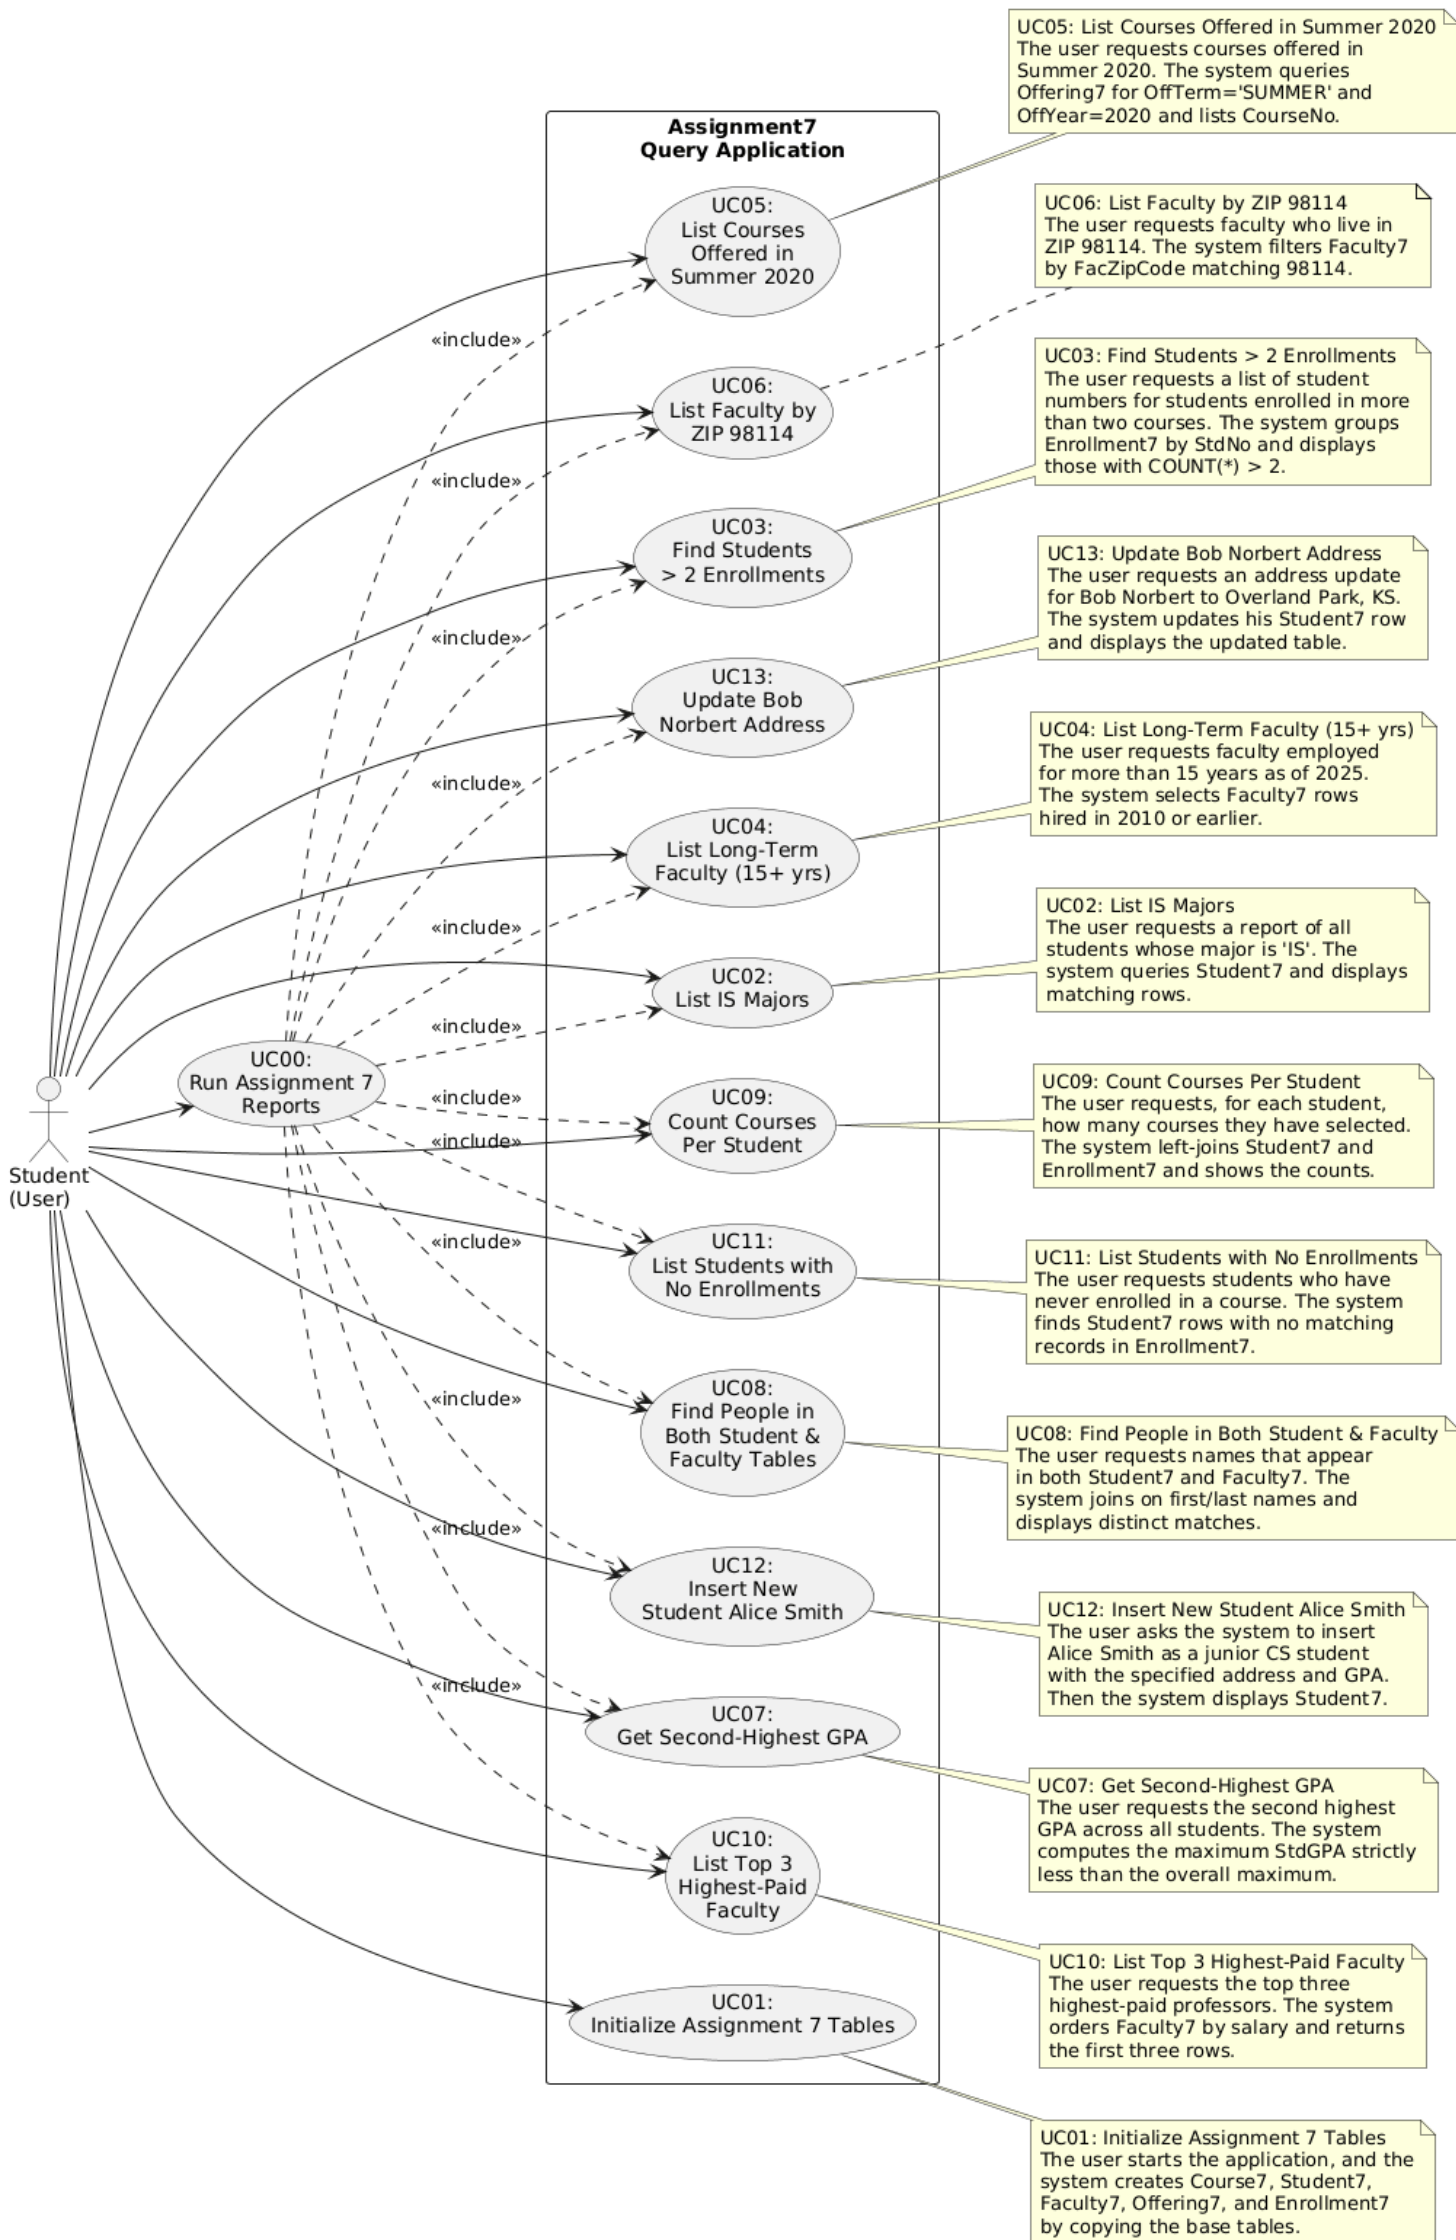 UC05: List Courses Offered in Summer 2020
The user requests courses offered in
Summer 2020. The system queries
Offering7 for OffTerm='SUMMER' and
OffYear=2020 and lists CourseNo.
Assignment7
Query Application
UC05:
List Courses
Offered in
Summer 2020
UC06: List Faculty by ZIP 98114
The user requests faculty who live in
ZIP 98114. The system filters Faculty7
by FacZipCode matching 98114.
«include»
UC06:
List Faculty by
ZIP 98114
UC03: Find Students > 2 Enrollments
The user requests a list of student
numbers for students enrolled in more
than two courses. The system groups
Enrollment7 by StdNo and displays
those with COUNT(*) > 2.
«include»
UC03:
Find Students
> 2 Enrollments
UC13: Update Bob Norbert Address
The user requests an address update
for Bob Norbert to Overland Park, KS.
The system updates his Student7 row
and displays the updated table.
«include»
UC13:
Update Bob
Norbert Address
UC04: List Long-Term Faculty (15+ yrs)
The user requests faculty employed
for more than 15 years as of 2025.
The system selects Faculty7 rows
hired in 2010 or earlier.
«include»
UC04:
List Long-Term
Faculty (15+ yrs)
UC02: List IS Majors
The user requests a report of all
students whose major is 'IS'. The
system queries Student7 and displays
matching rows.
«include»
UC02:
List IS Majors
«include»
UC00:
Run Assignment 7
Reports
Student
(User)
UC09: Count Courses Per Student
The user requests, for each student,
how many courses they have selected.
The system left-joins Student7 and
Enrollment7 and shows the counts.
«include»
UC09:
Count Courses
Per Student
«include»
UC11:
List Students with
No Enrollments
UC11: List Students with No Enrollments
The user requests students who have
never enrolled in a course. The system
finds Student7 rows with no matching
records in Enrollment7.
«include»
UC08:
Find People in
Both Student &
Faculty Tables
UC08: Find People in Both Student & Faculty
The user requests names that appear
in both Student7 and Faculty7. The
system joins on first/last names and
displays distinct matches.
«include»
UC12:
Insert New
Student Alice Smith
UC12: Insert New Student Alice Smith
The user asks the system to insert
Alice Smith as a junior CS student
with the specified address and GPA.
Then the system displays Student7.
«include»
UC07:
Get Second-Highest GPA
UC07: Get Second-Highest GPA
The user requests the second highest
GPA across all students. The system
computes the maximum StdGPA strictly
less than the overall maximum.
«include»
UC10:
List Top 3
Highest-Paid
Faculty
UC10: List Top 3 Highest-Paid Faculty
The user requests the top three
highest-paid professors. The system
orders Faculty7 by salary and returns
the first three rows.
UC01:
Initialize Assignment 7 Tables
UC01: Initialize Assignment 7 Tables
The user starts the application, and the
system creates Course7, Student7,
Faculty7, Offering7, and Enrollment7
by copying the base tables.